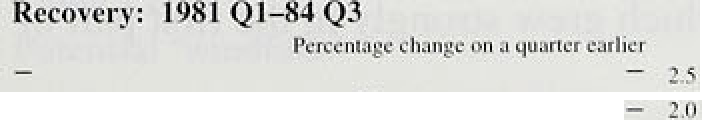 Recovery: 1981 Q1–84 Q3
Percentage change on a quarter earlier
– – 2.5
– 2.0